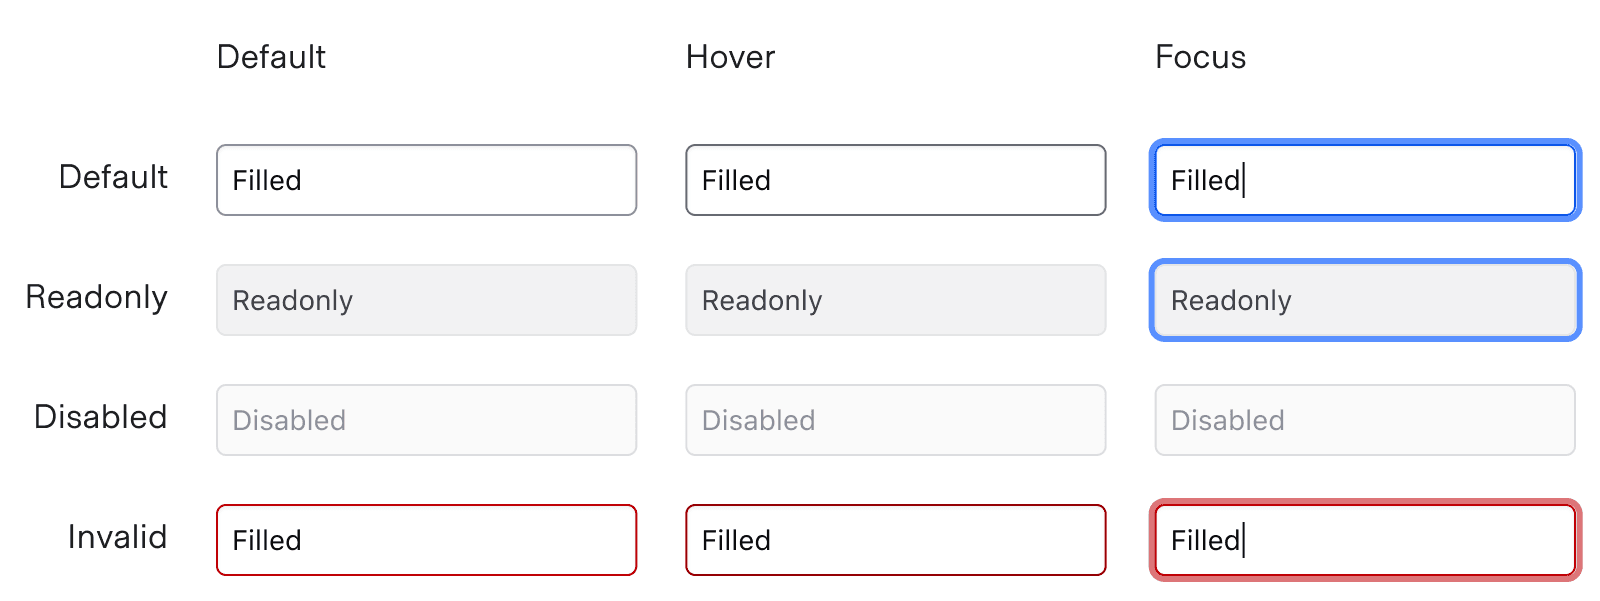 Default Hover Focus
Default Filled Filled Filled
Readonly Readonly Readonly Readonly
Disabled Disabled Disabled Disabled
Invalid Filled Filled Filled